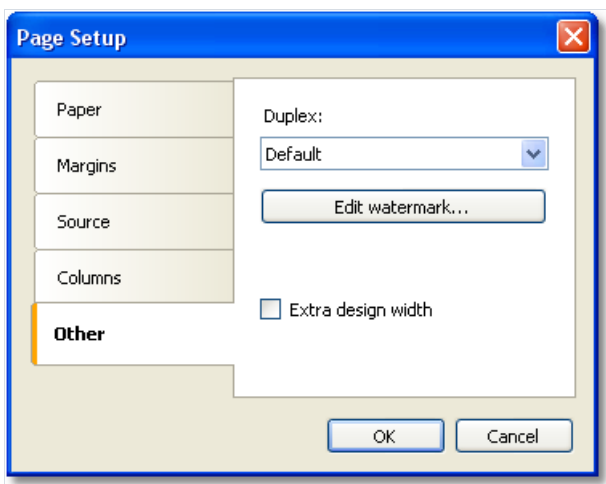 Page Setup
Paper
Margins
Source
Columns
Other
Duplex:
Default
Edit watermark...
Extra design width
OK
Cancel